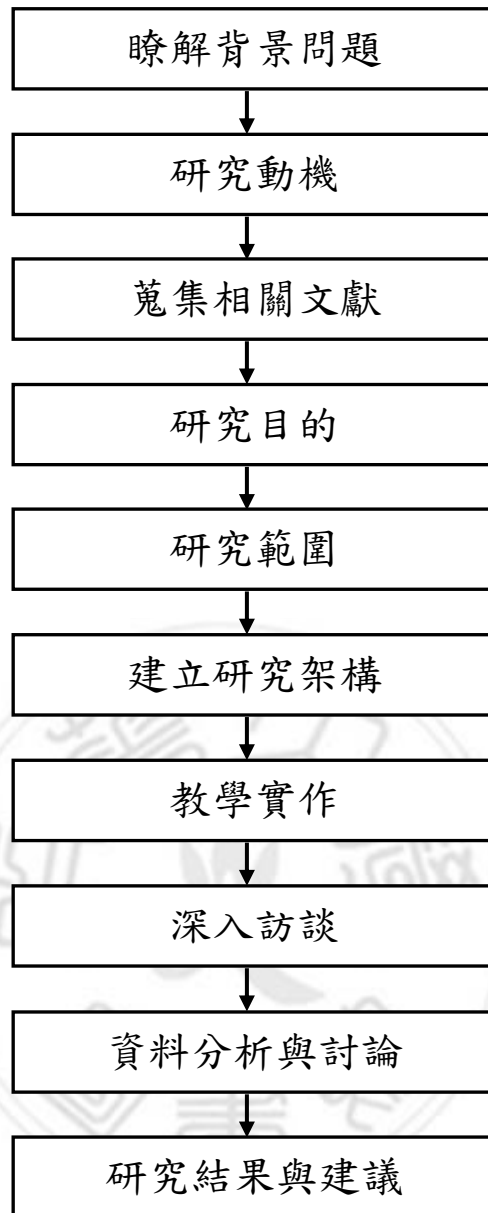 瞭解背景問題
研究動機
蒐集相關文獻
研究目的
研究範圍
建立研究架構
教學實作
深入訪談
資料分析與討論
研究結果與建議